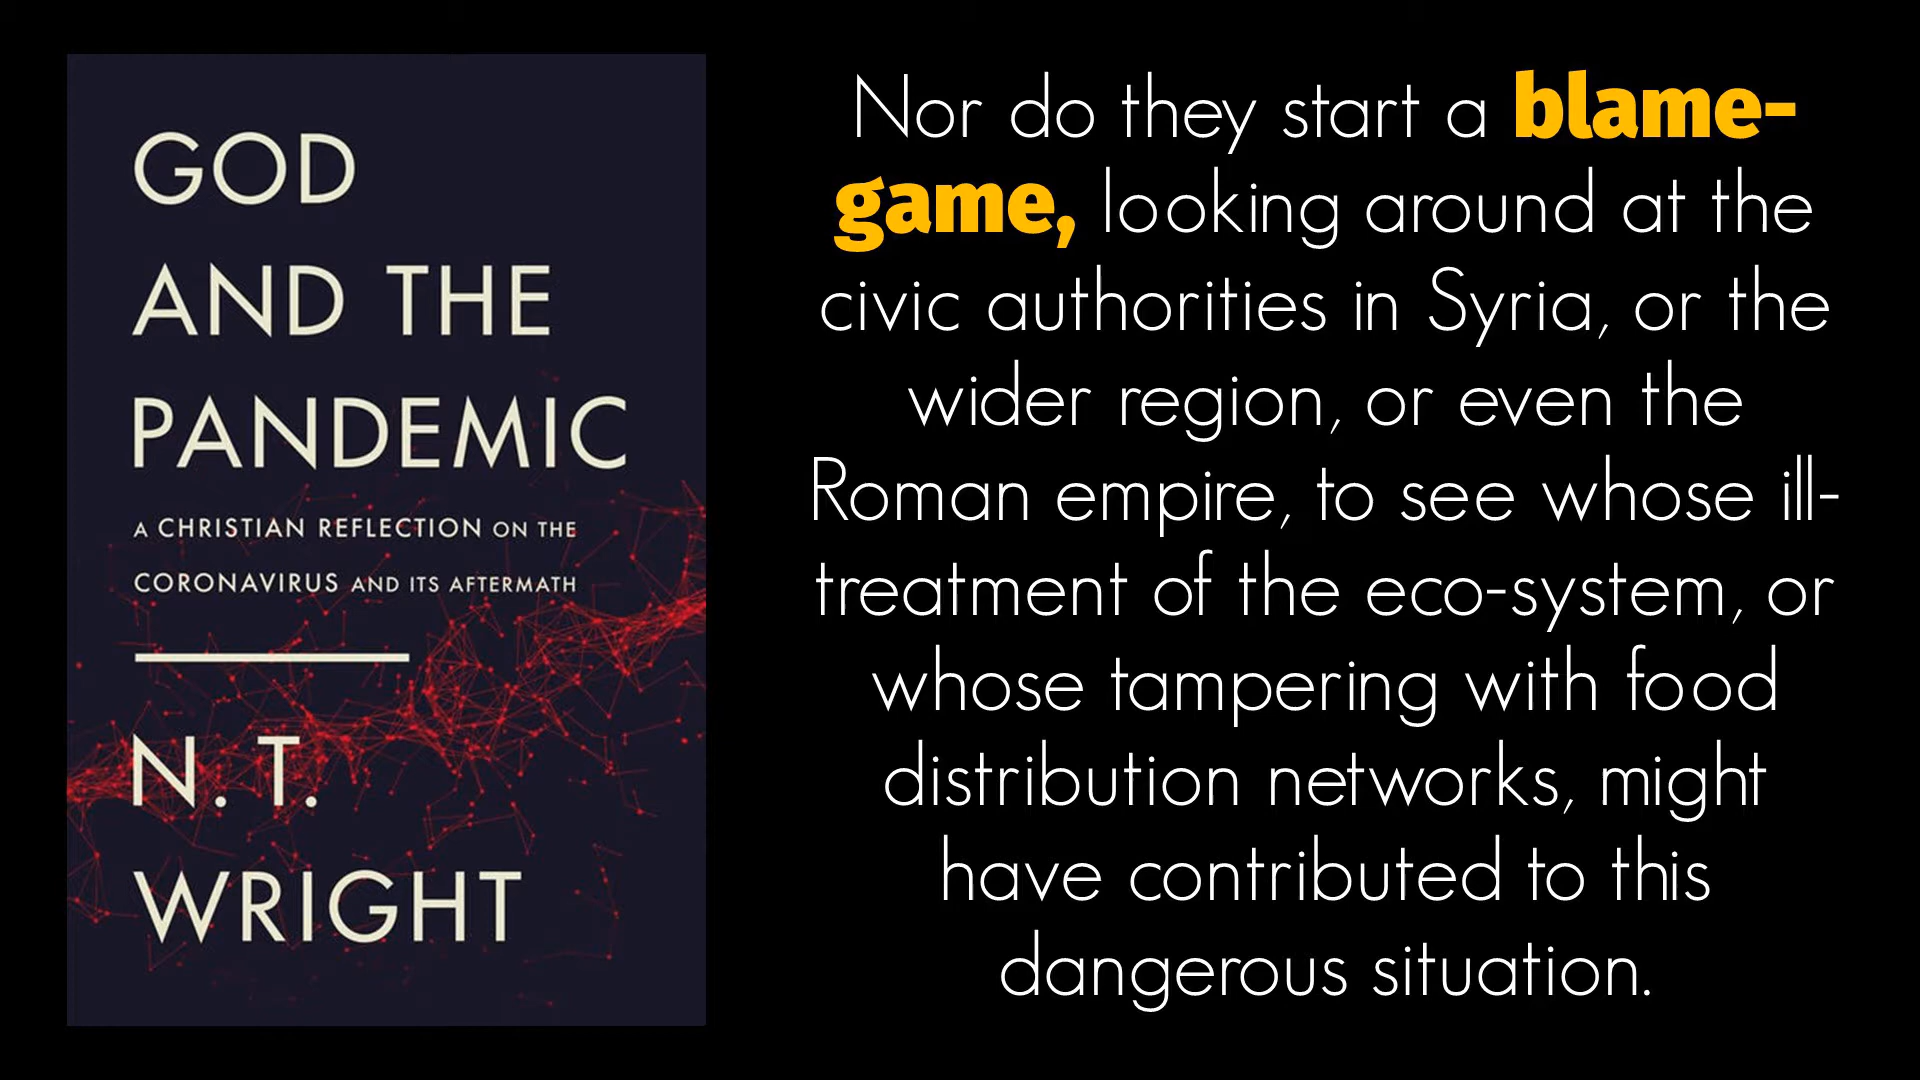 GOD
AND THE
PANDEMIC
A CHRISTIAN REFLECTION ON THE
CORONAVIRUS AND ITS AFTERMATH
N. T.
WRIGHT
Nor do they start a blame-
game, looking around at the
civic authorities in Syria, or the
wider region, or even the
Roman empire, to see whose ill-
treatment of the eco-system, or
whose tampering with food
distribution networks, might
have contributed to this
dangerous situation.